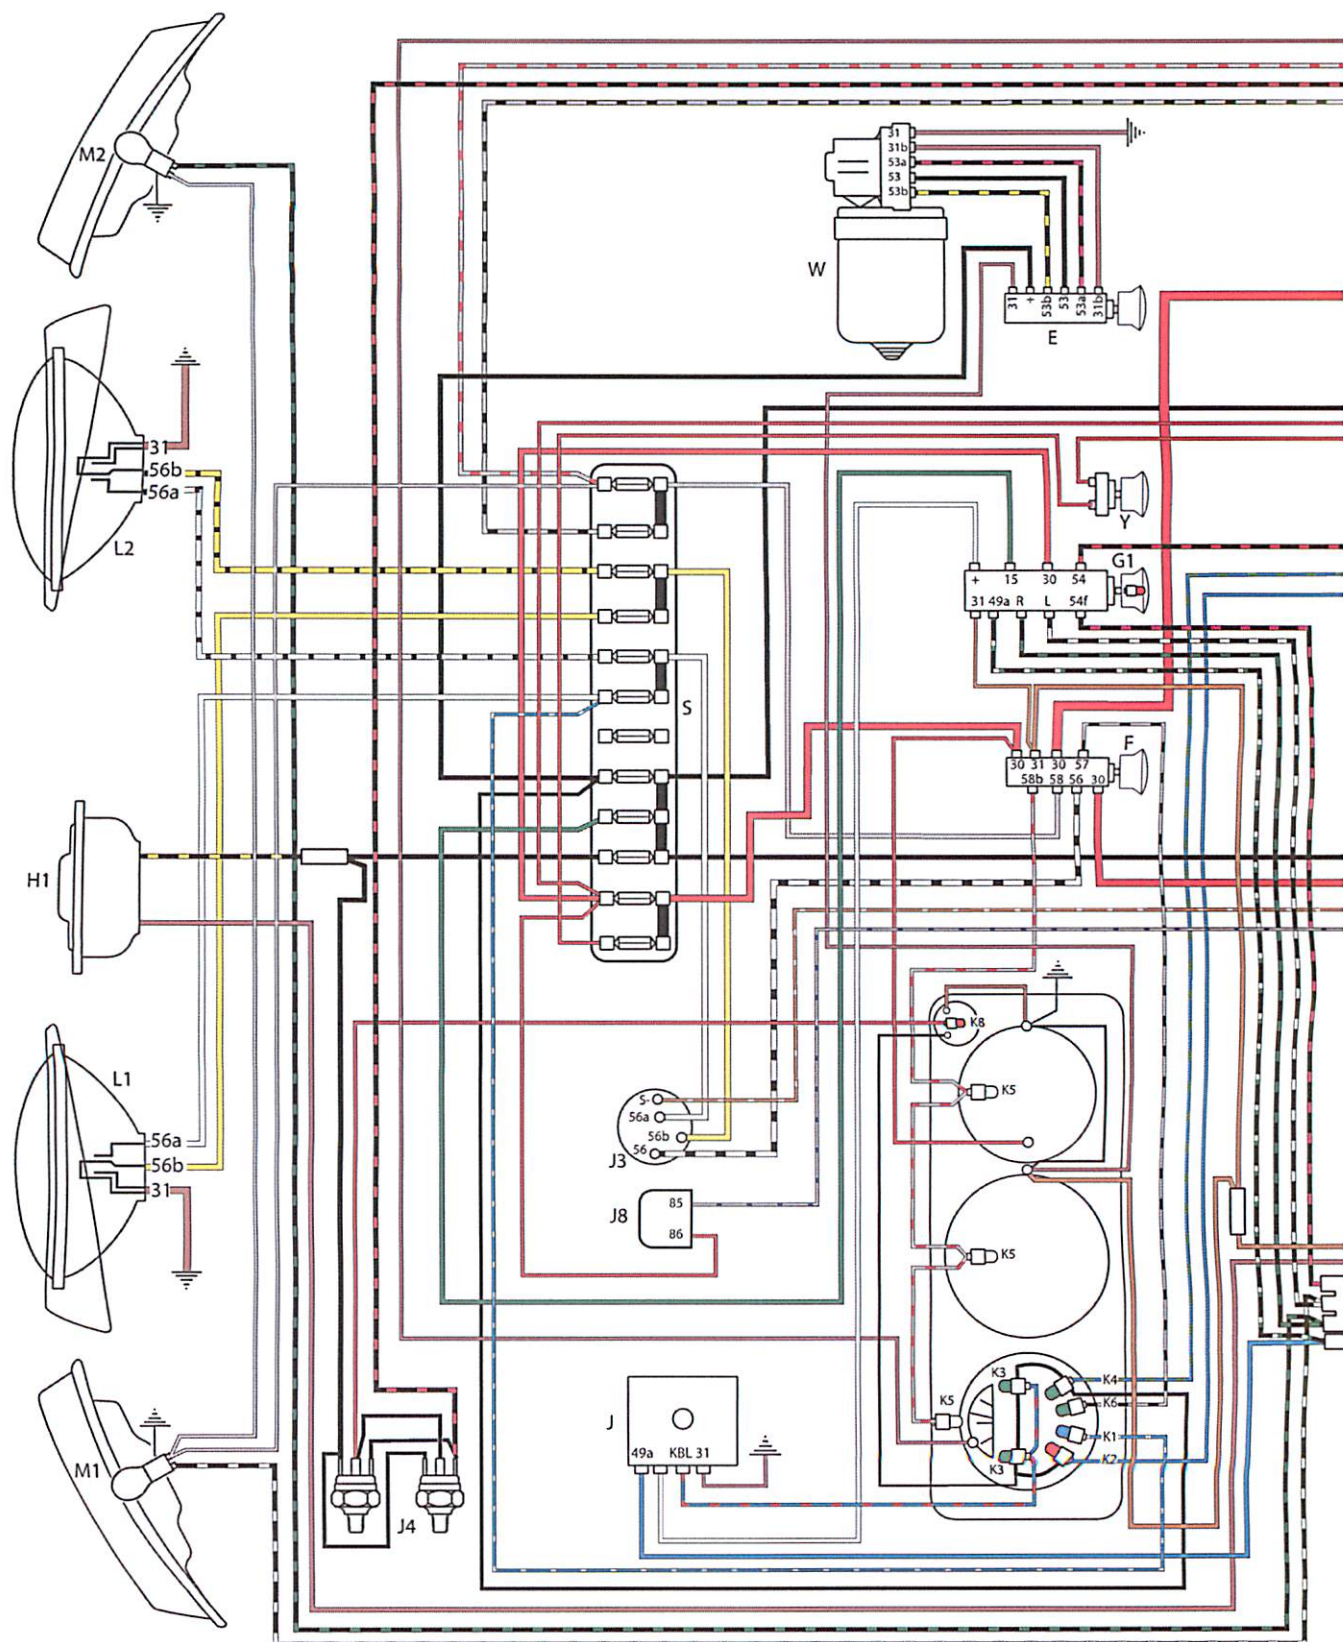 M2
31
31b
53a
53
53b
W
31
+
53b
53
53a
31b
E
31
56b
56a
L2
Y
G1
+ 15 30 54
31 49a R L 54f
S
F
30 31 30 57
58b 58 56 30
H1
K8
L1
K5
S-
56a
56b
56
J3
56a
56b
31
85
J8
86
K5
K3
K4
K5
K6
J
K1
49a KBL 31
K3
K2
M1
J4